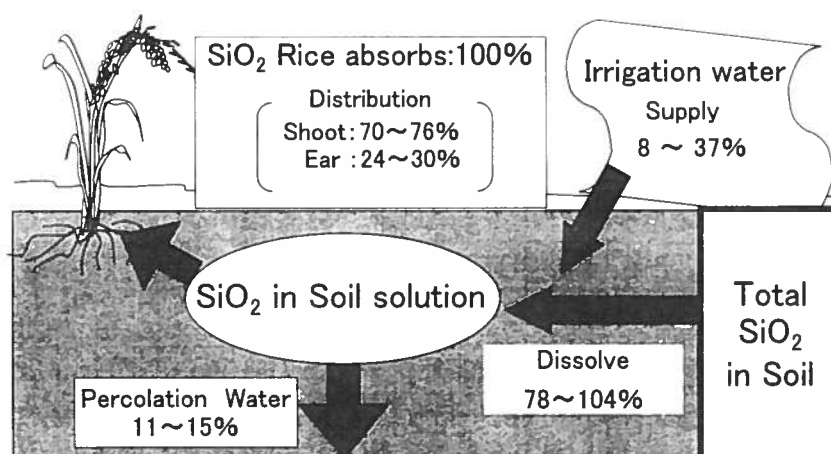 SiO₂ Rice absorbs:100%
Distribution
Shoot:70～76%
Ear :24～30%
Irrigation water
Supply
8 ～ 37%
SiO₂ in Soil solution
Total
SiO₂
in Soil
Dissolve
78～104%
Percolation Water
11～15%